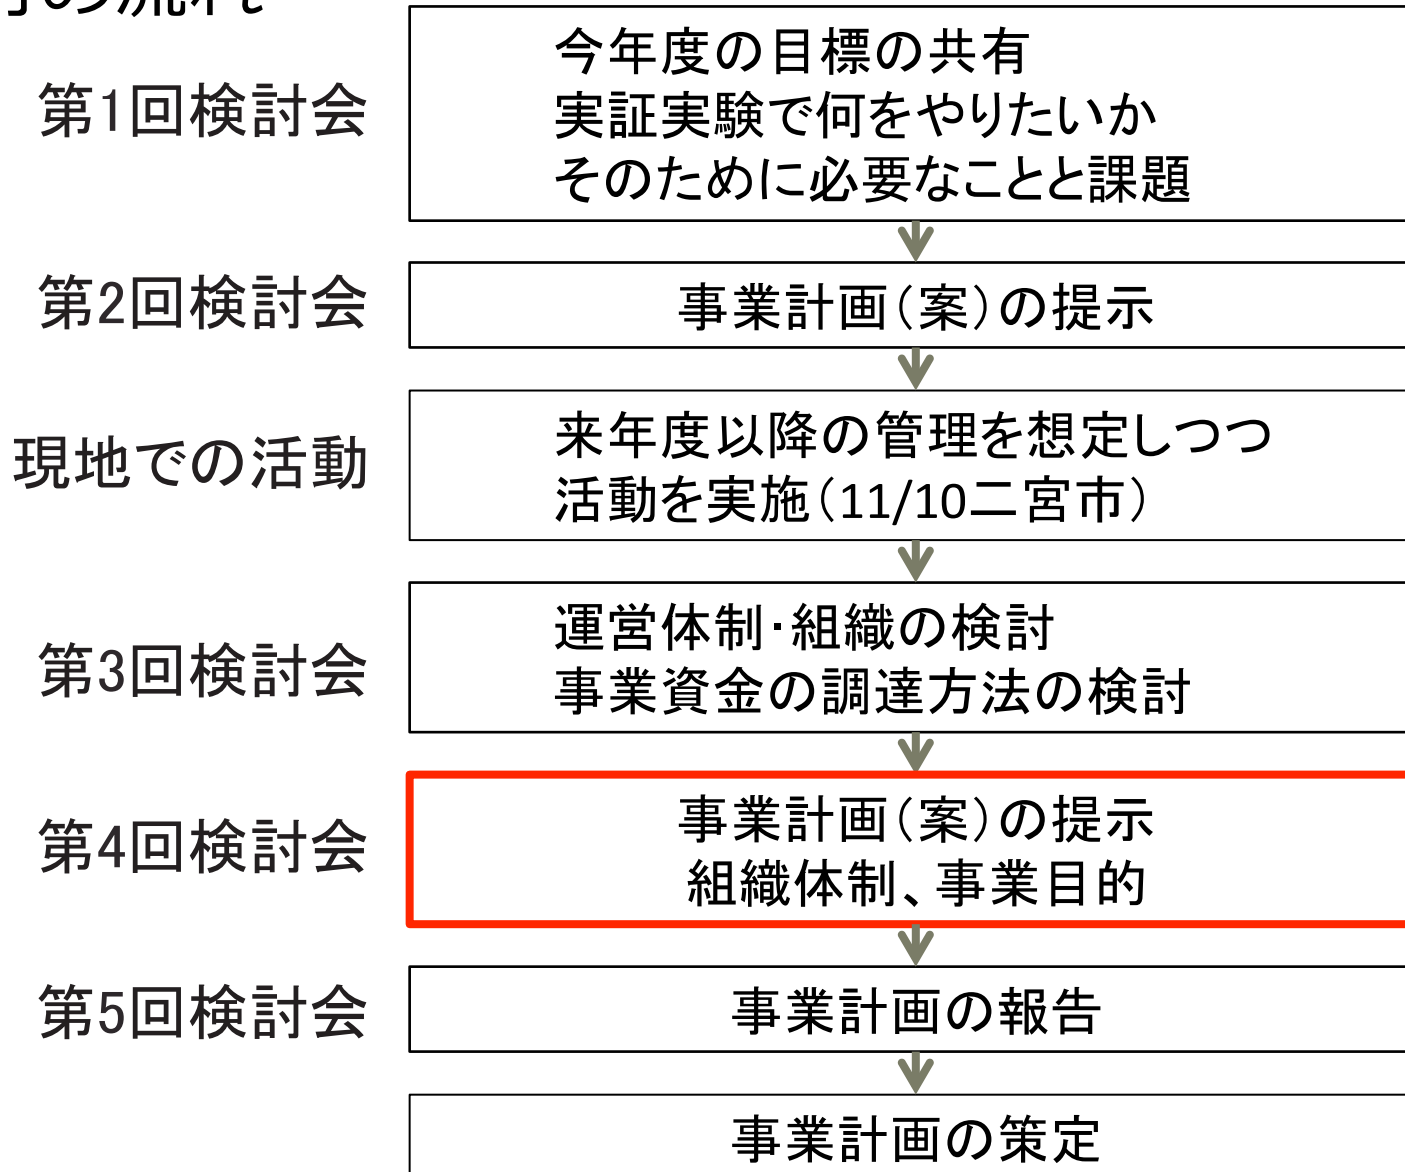 の流れ
第1回検討会
今年度の目標の共有
実証実験で何をやりたいか
そのために必要なことと課題
第2回検討会
事業計画（案）の提示
現地での活動
来年度以降の管理を想定しつつ
活動を実施（11/10二宮市）
第3回検討会
運営体制・組織の検討
事業資金の調達方法の検討
第4回検討会
事業計画（案）の提示
組織体制、事業目的
第5回検討会
事業計画の報告
事業計画の策定